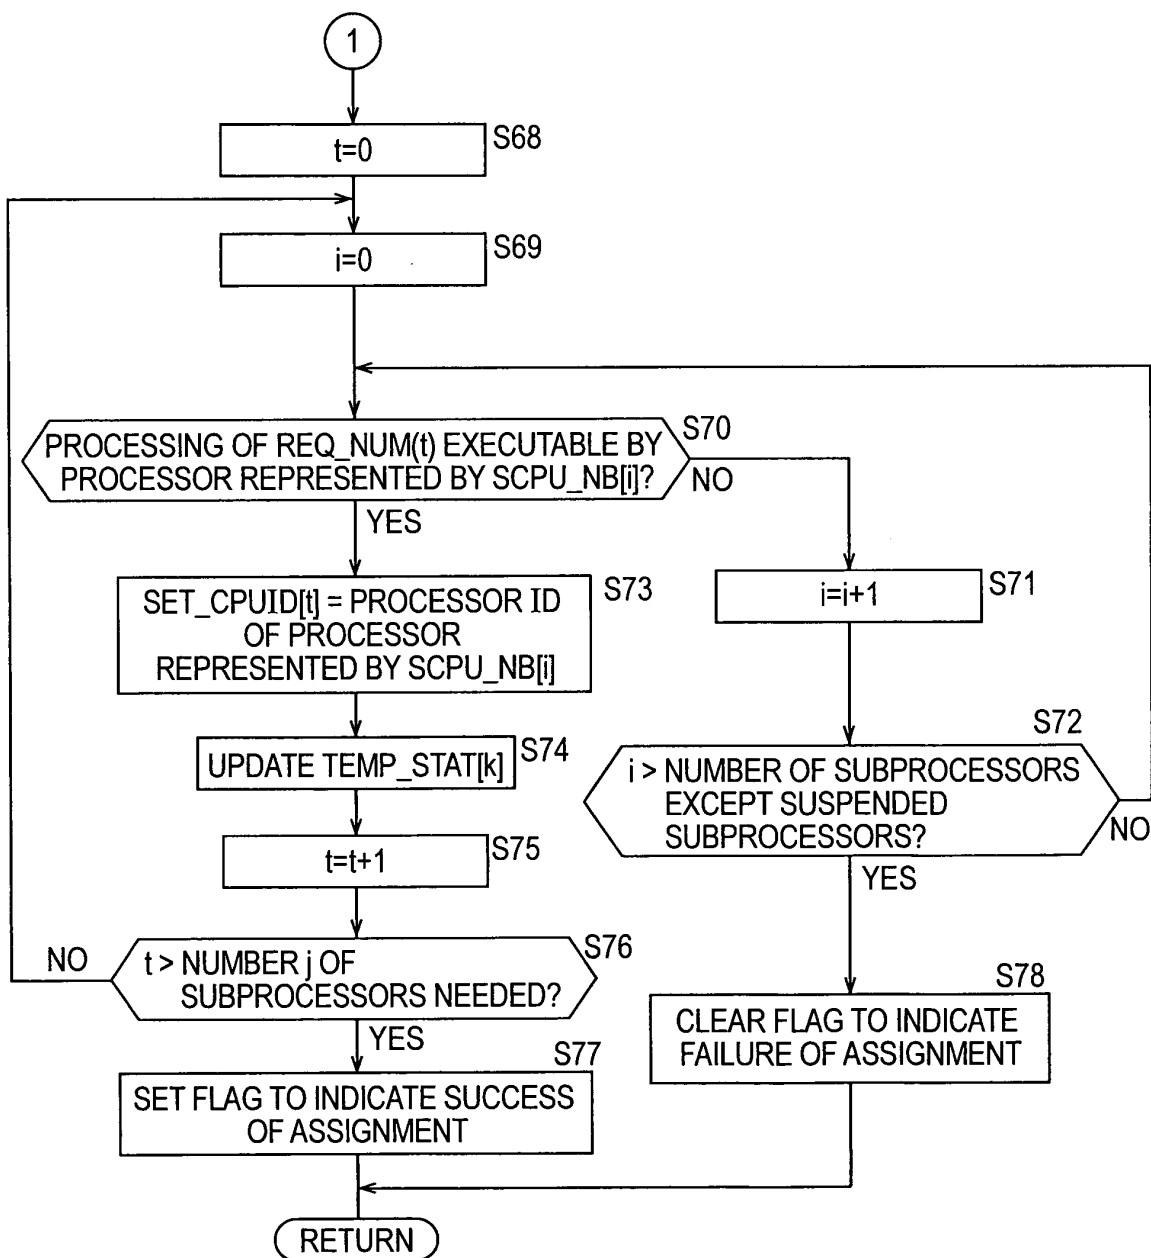 1
t=0
S68
i=0
S69
PROCESSING OF REQ_NUM(t) EXECUTABLE BY
PROCESSOR REPRESENTED BY SCPU_NB[i]?
S70
NO
YES
SET_CPUID[t] = PROCESSOR ID
OF PROCESSOR
REPRESENTED BY SCPU_NB[i]
S73
i=i+1
S71
UPDATE TEMP_STAT[k]
S74
i > NUMBER OF SUBPROCESSORS
EXCEPT SUSPENDED
SUBPROCESSORS?
S72
NO
YES
t=t+1
S75
t > NUMBER j OF
SUBPROCESSORS NEEDED?
S76
NO
YES
SET FLAG TO INDICATE SUCCESS
OF ASSIGNMENT
S77
CLEAR FLAG TO INDICATE
FAILURE OF ASSIGNMENT
S78
RETURN